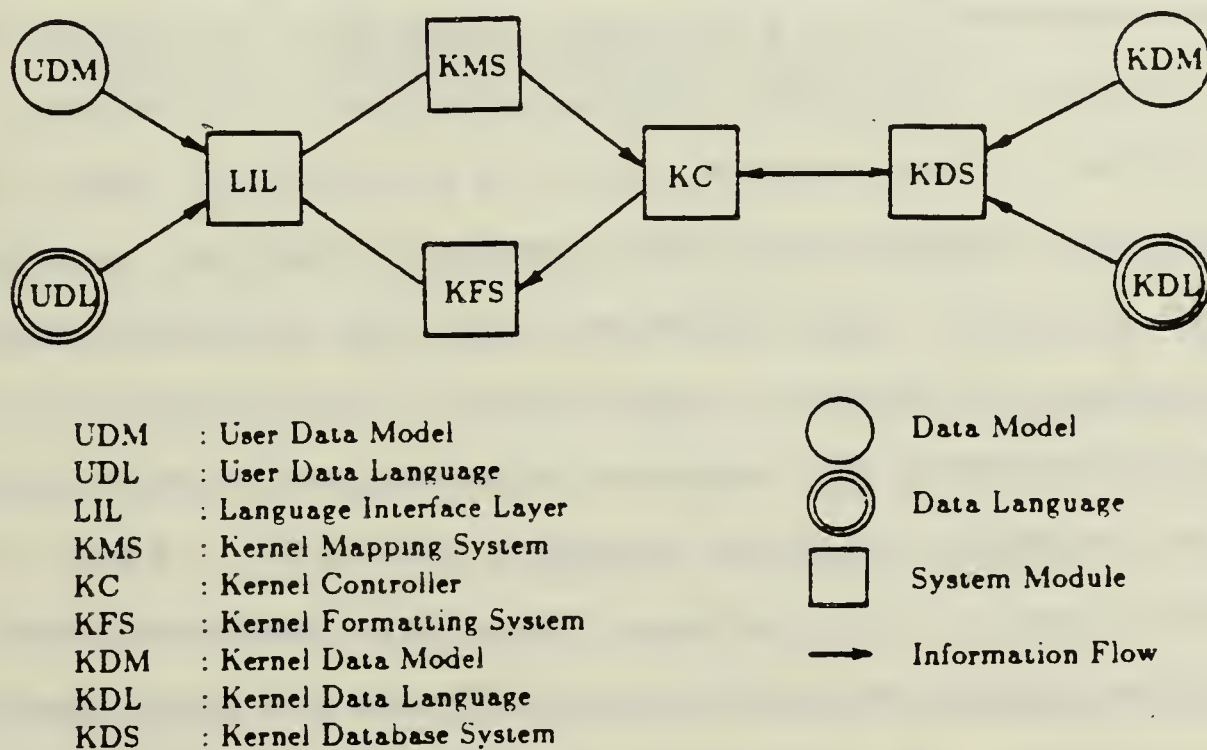 UDM
KMS
KDM
LIL
KC
KDS
UDL
KFS
KDL
UDM : User Data Model
UDL : User Data Language
LIL : Language Interface Layer
KMS : Kernel Mapping System
KC : Kernel Controller
KFS : Kernel Formatting System
KDM : Kernel Data Model
KDL : Kernel Data Language
KDS : Kernel Database System
Data Model
Data Language
System Module
Information Flow